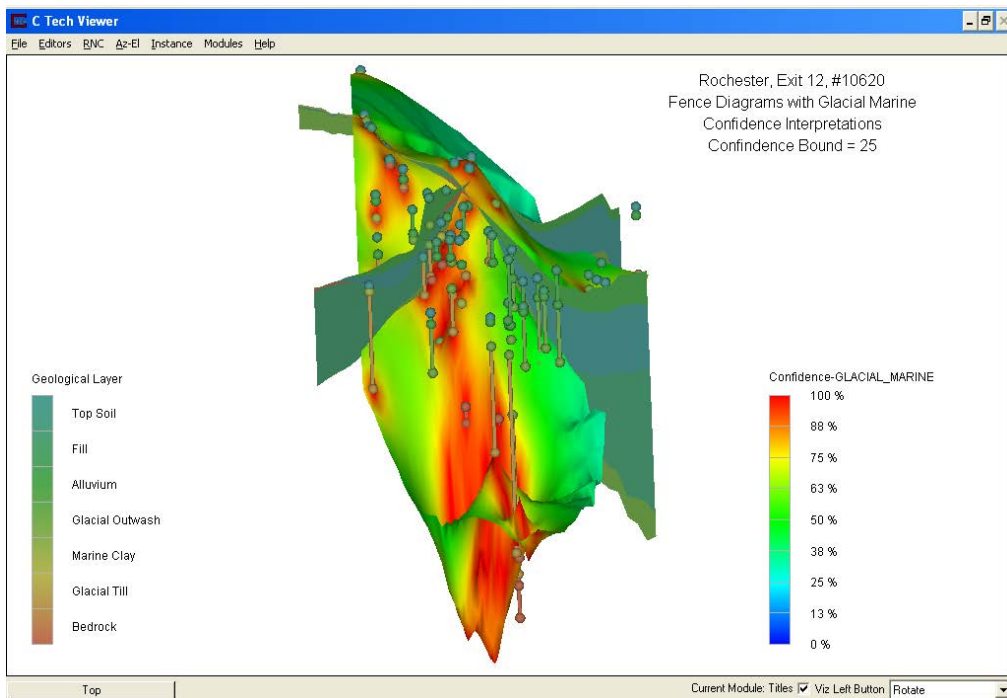 C Tech Viewer
File Editors RNC Az-El Instance Modules Help
Rochester, Exit 12, #10620
Fence Diagrams with Glacial Marine
Confidence Interpretations
Confindence Bound = 25
Geological Layer
Top Soil
Fill
Alluvium
Glacial Outwash
Marine Clay
Glacial Till
Bedrock
Confidence-GLACIAL_MARINE
100 %
88 %
75 %
63 %
50 %
38 %
25 %
13 %
0 %
Top
Current Module: Titles Viz Left Button Rotate